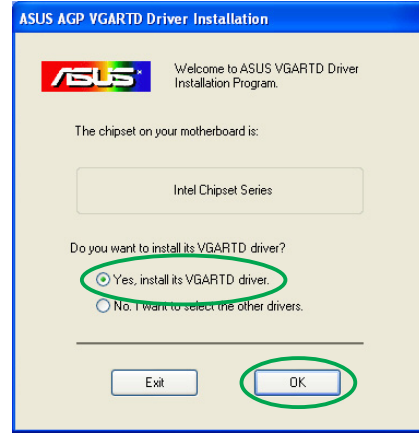 ASUS AGP VGARTD Driver Installation
ASUS
Welcome to ASUS VGARTD Driver
Installation Program.
The chipset on your motherboard is:
Intel Chipset Series
Do you want to install its VGARTD driver?
Yes, install its VGARTD driver.
No. I want to select the other drivers.
Exit
OK